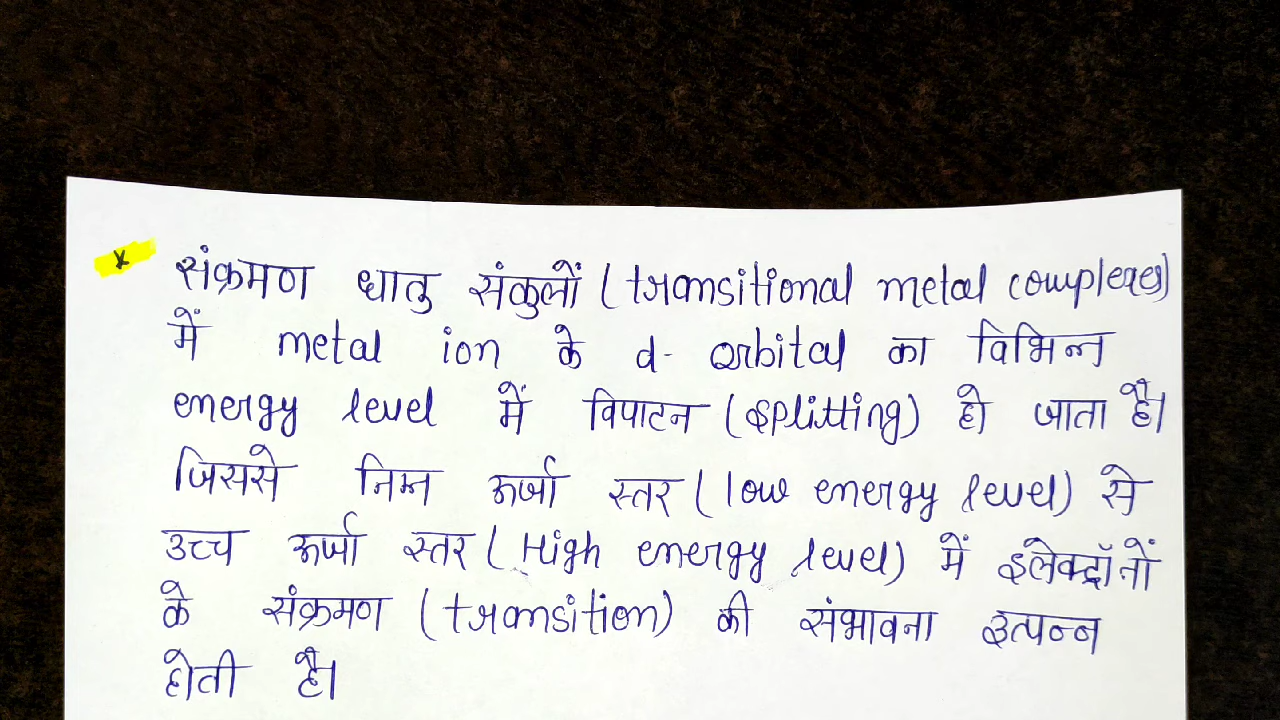 * संक्रमण धातु संकुलों (transitional metal complexes)
में metal ion के d- orbital का विभिन्न
energy level में विपाटन (splitting) हो जाता है।
जिससे निम्न ऊर्जा स्तर (low energy level) से
उच्च ऊर्जा स्तर (High energy level) में इलेक्ट्रॉनों
के संक्रमण (transition) की संभावना उत्पन्न
होती है।